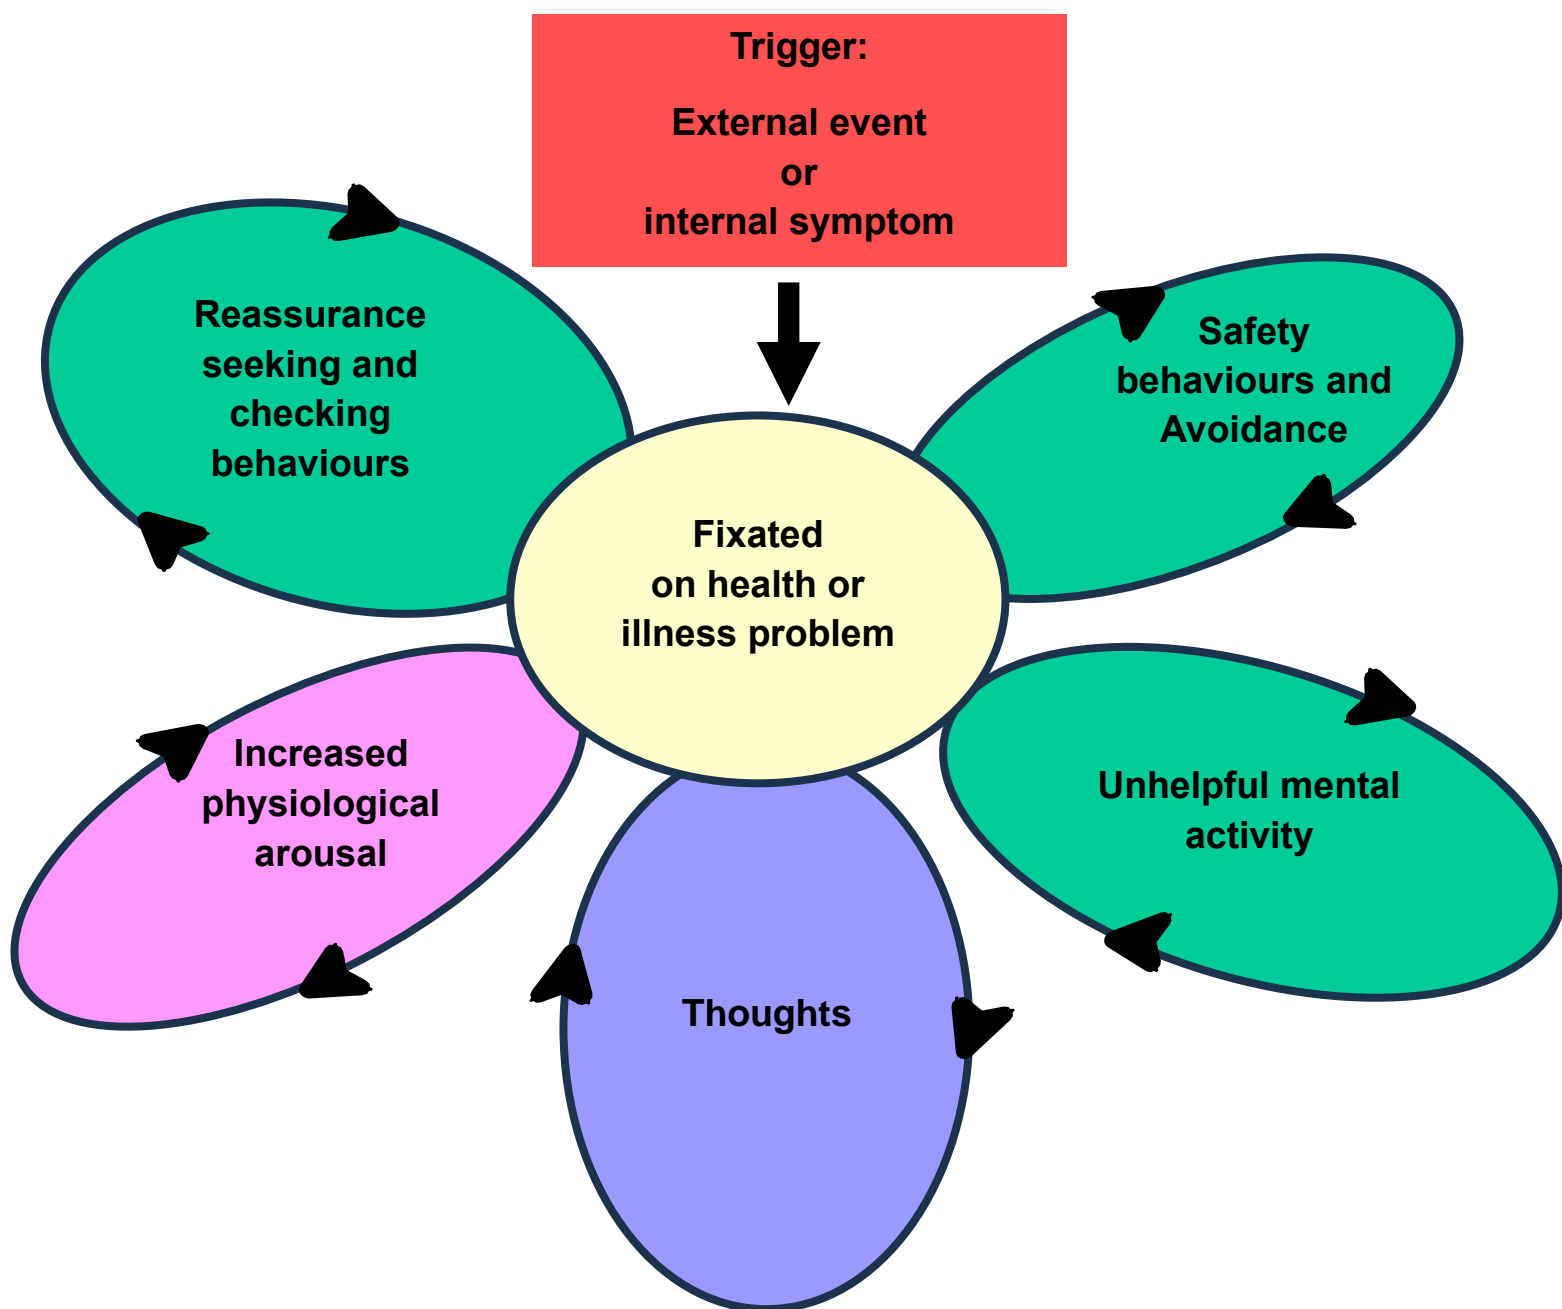 Trigger:
External event
or
internal symptom
Reassurance
seeking and
checking
behaviours
Safety
behaviours and
Avoidance
Fixated
on health or
illness problem
Increased
physiological
arousal
Unhelpful mental
activity
Thoughts